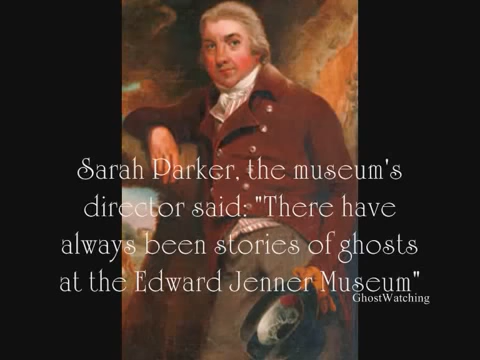 Sarah Parker, the museum's
director said: "There have
always been stories of ghosts
at the Edward Jenner Museum"
GhostWatching